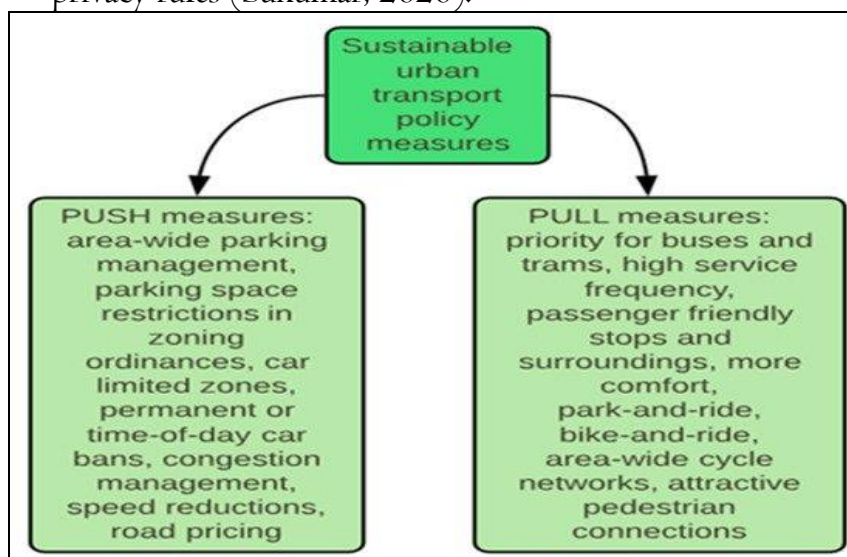 Sustainable
urban
transport
policy
measures
PUSH measures:
area-wide parking
management,
parking space
restrictions in
zoning
ordinances, car
limited zones,
permanent or
time-of-day car
bans, congestion
management,
speed reductions,
road pricing
PULL measures:
priority for buses and
trams, high service
frequency,
passenger friendly
stops and
surroundings, more
comfort,
park-and-ride,
bike-and-ride,
area-wide cycle
networks, attractive
pedestrian
connections